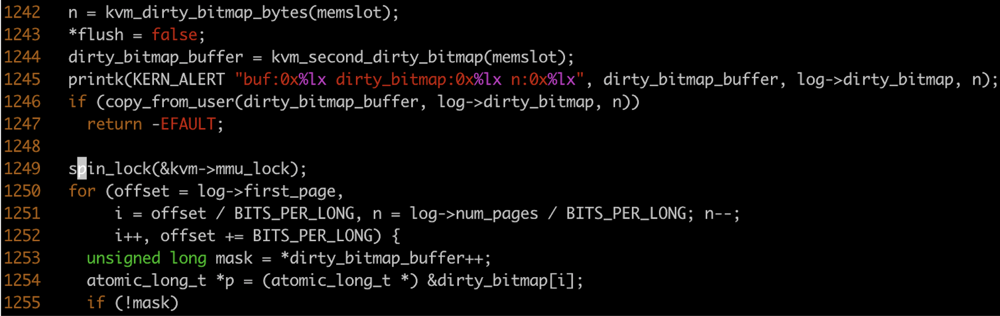 1242   n = kvm_dirty_bitmap_bytes(memslot);
1243   *flush = false;
1244   dirty_bitmap_buffer = kvm_second_dirty_bitmap(memslot);
1245   printk(KERN_ALERT "buf:0x%lx dirty_bitmap:0x%lx n:0x%lx", dirty_bitmap_buffer, log->dirty_bitmap, n);
1246   if (copy_from_user(dirty_bitmap_buffer, log->dirty_bitmap, n))
1247     return -EFAULT;
1248
1249   spin_lock(&kvm->mmu_lock);
1250   for (offset = log->first_page,
1251        i = offset / BITS_PER_LONG, n = log->num_pages / BITS_PER_LONG; n--;
1252        i++, offset += BITS_PER_LONG) {
1253     unsigned long mask = *dirty_bitmap_buffer++;
1254     atomic_long_t *p = (atomic_long_t *) &dirty_bitmap[i];
1255     if (!mask)